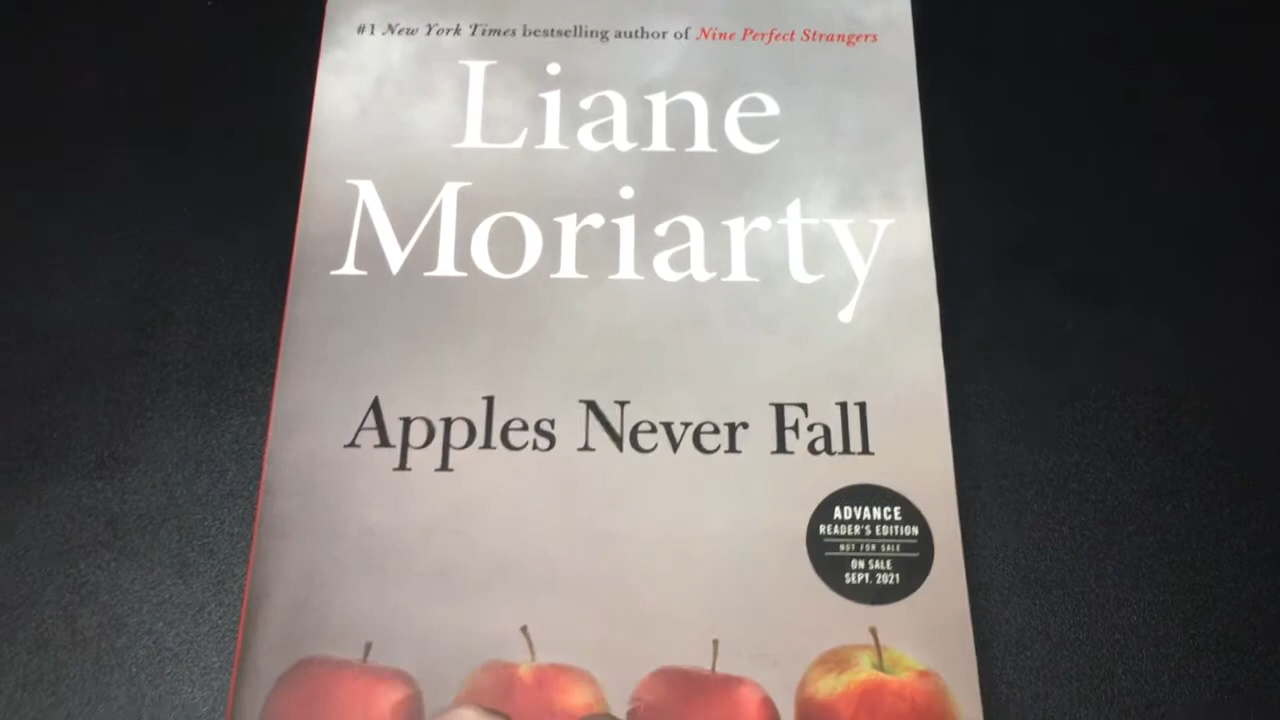 #1 New York Times bestselling author of Nine Perfect Strangers
Liane
Moriarty
Apples Never Fall
ADVANCE
READER'S EDITION
NOT FOR SALE
ON SALE
SEPT. 2021